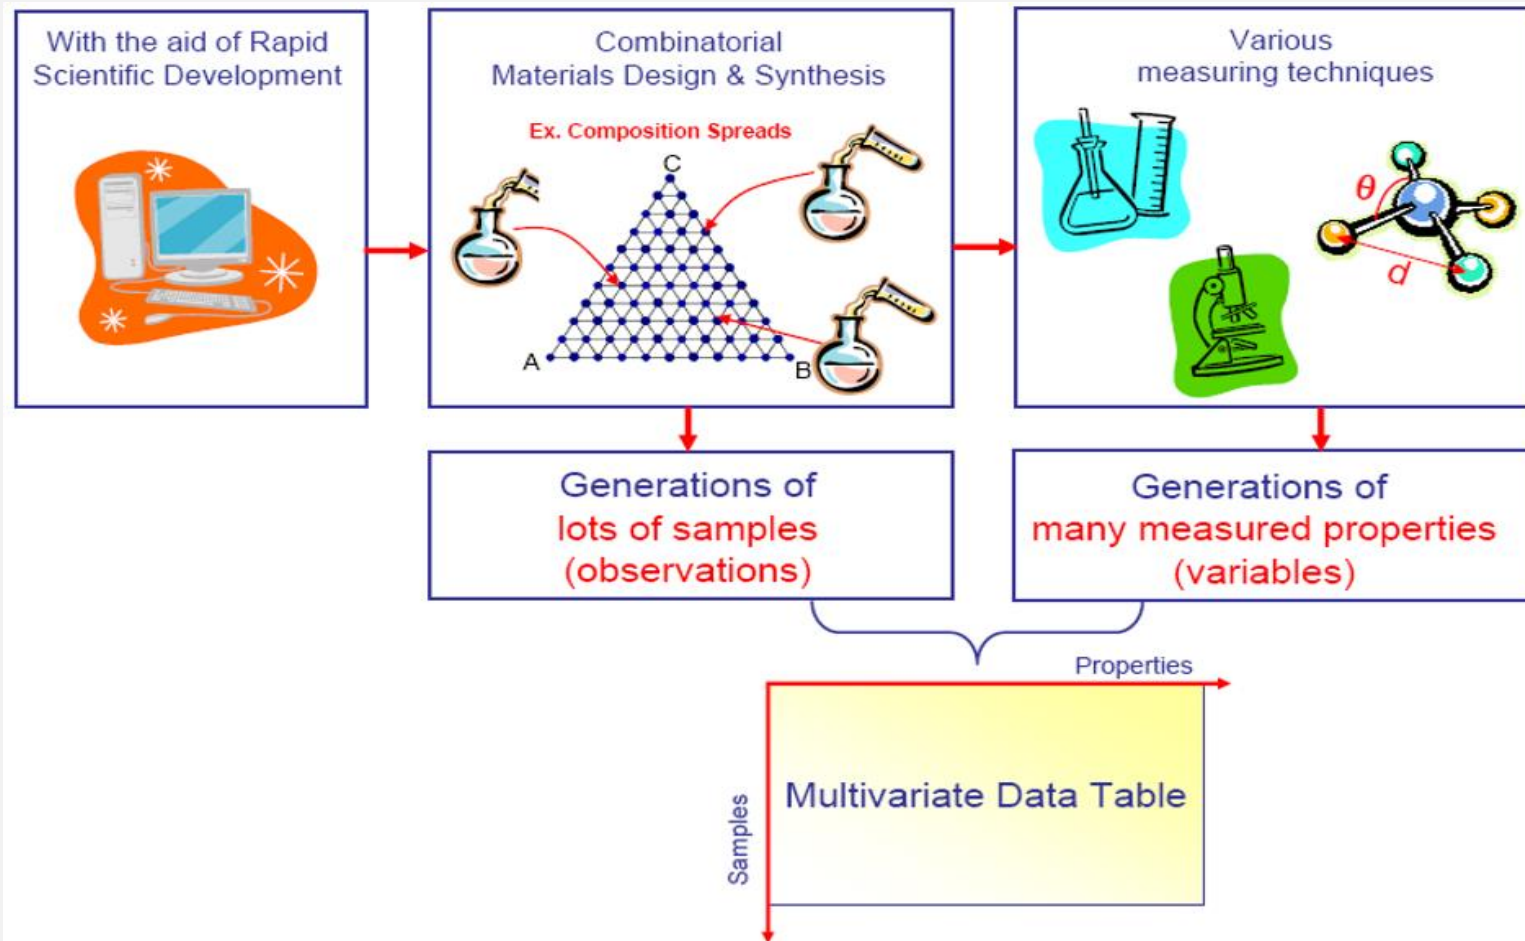 With the aid of Rapid
Scientific Development
Combinatorial
Materials Design & Synthesis
Ex. Composition Spreads
C
A
B
Various
measuring techniques
θ
d
Generations of
lots of samples
(observations)
Generations of
many measured properties
(variables)
Properties
Samples
Multivariate Data Table